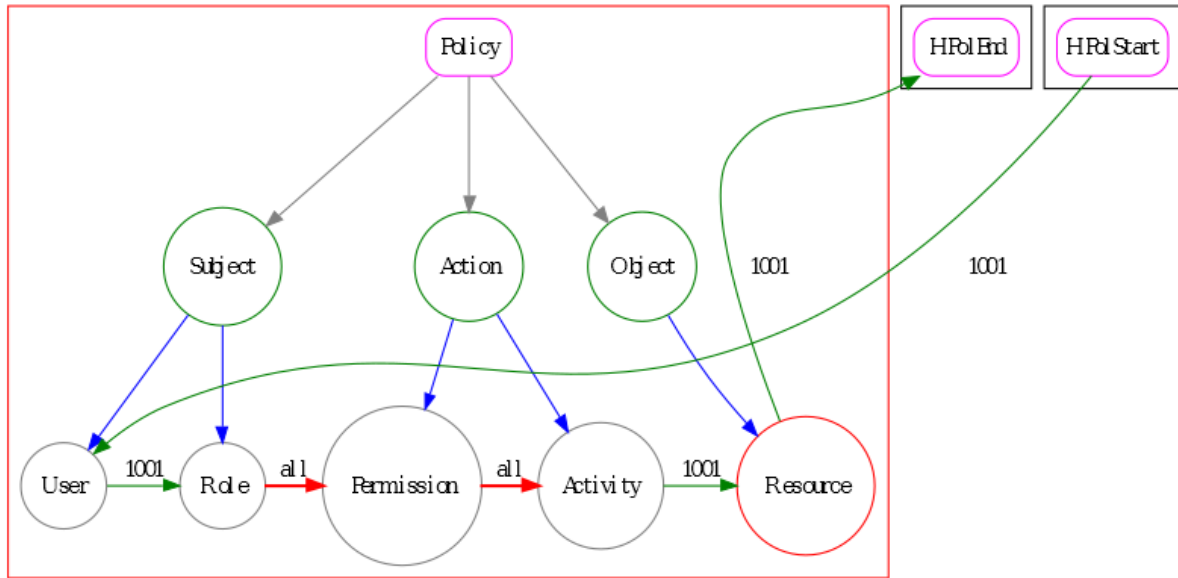 Policy
HPolEnd
HPolStart
Subject
Action
Object
1001
1001
User
1001
Role
all
Permission
all
Activity
1001
Resource